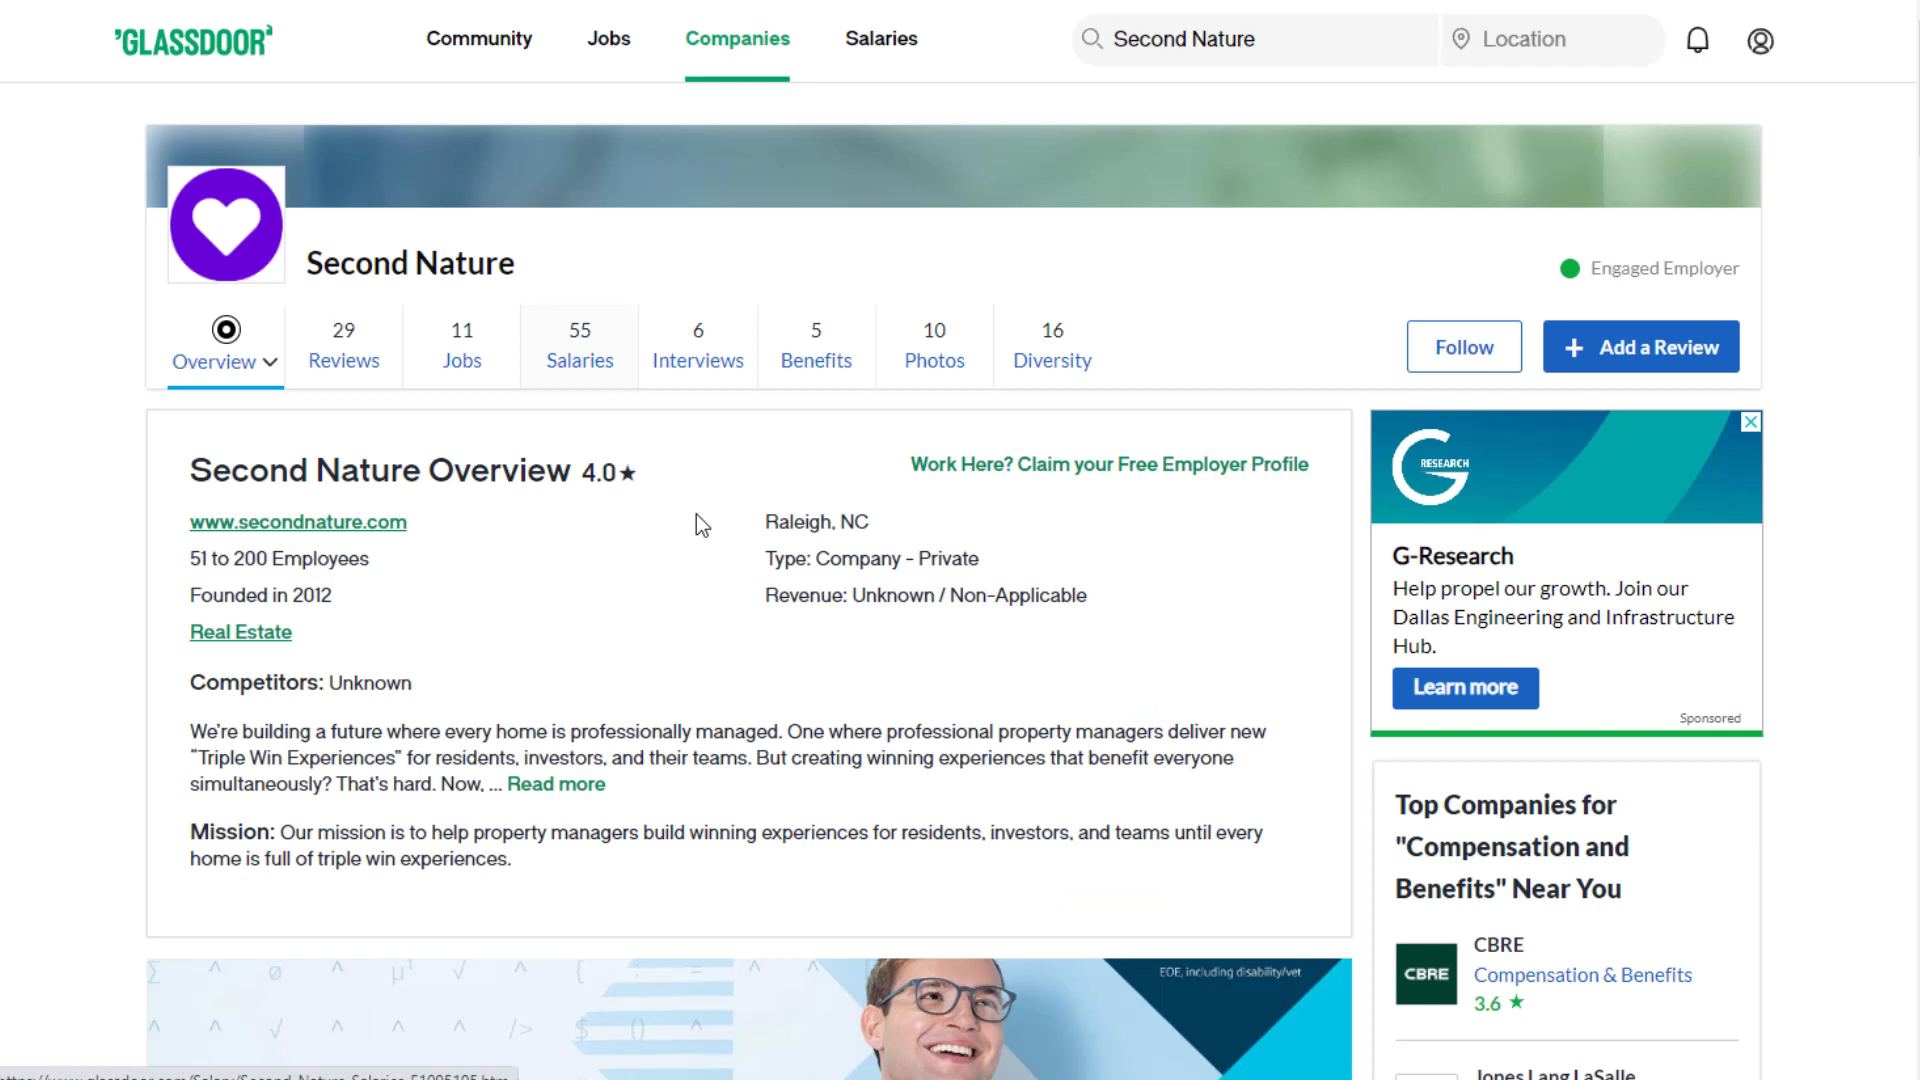 GLASSDOOR
Community
Jobs
Companies
Salaries
Second Nature
Location
Second Nature
Engaged Employer
Overview
29
Reviews
11
Jobs
55
Salaries
6
Interviews
5
Benefits
10
Photos
16
Diversity
Follow
+ Add a Review
Second Nature Overview 4.0★
Work Here? Claim your Free Employer Profile
www.secondnature.com
Raleigh, NC
51 to 200 Employees
Type: Company - Private
Founded in 2012
Revenue: Unknown / Non-Applicable
Real Estate
Competitors: Unknown
We're building a future where every home is professionally managed. One where professional property managers deliver new
"Triple Win Experiences" for residents, investors, and their teams. But creating winning experiences that benefit everyone
simultaneously? That's hard. Now, ... Read more
Mission: Our mission is to help property managers build winning experiences for residents, investors, and teams until every
home is full of triple win experiences.
EOE, including disability/vet
G RESEARCH
G-Research
Help propel our growth. Join our
Dallas Engineering and Infrastructure
Hub.
Learn more
Sponsored
Top Companies for
"Compensation and
Benefits" Near You
CBRE
CBRE
Compensation & Benefits
3.6 ★
Jones Lang LaSalle